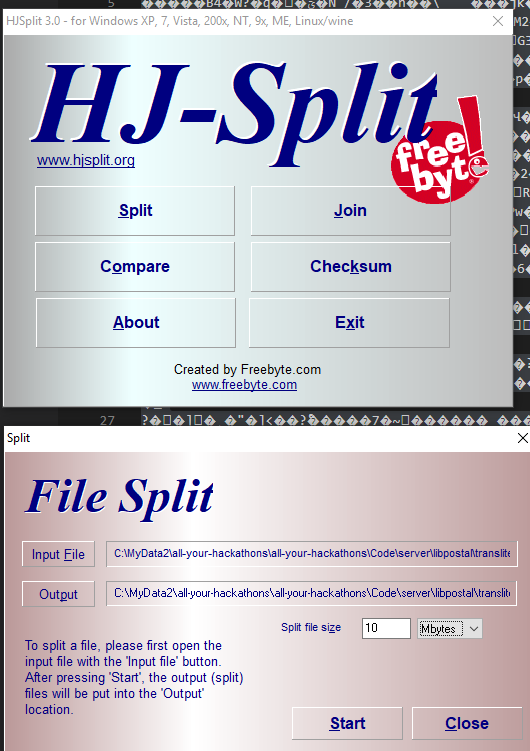 HJSplit 3.0 - for Windows XP, 7, Vista, 200x, NT, 9x, ME, Linux/wine
HJ-Split
www.hjsplit.org
free
byte!
Split
Join
Compare
Checksum
About
Exit
Created by Freebyte.com
www.freebyte.com
27
Split
File Split
Input File
C:\MyData2\all-your-hackathons\all-your-hackathons\Code\server\libpostal\translite
Output
C:\MyData2\all-your-hackathons\all-your-hackathons\Code\server\libpostal\translite
Split file size
10
Mbytes
To split a file, please first open the
input file with the 'Input file' button.
After pressing 'Start', the output (split)
files will be put into the 'Output'
location.
Start
Close